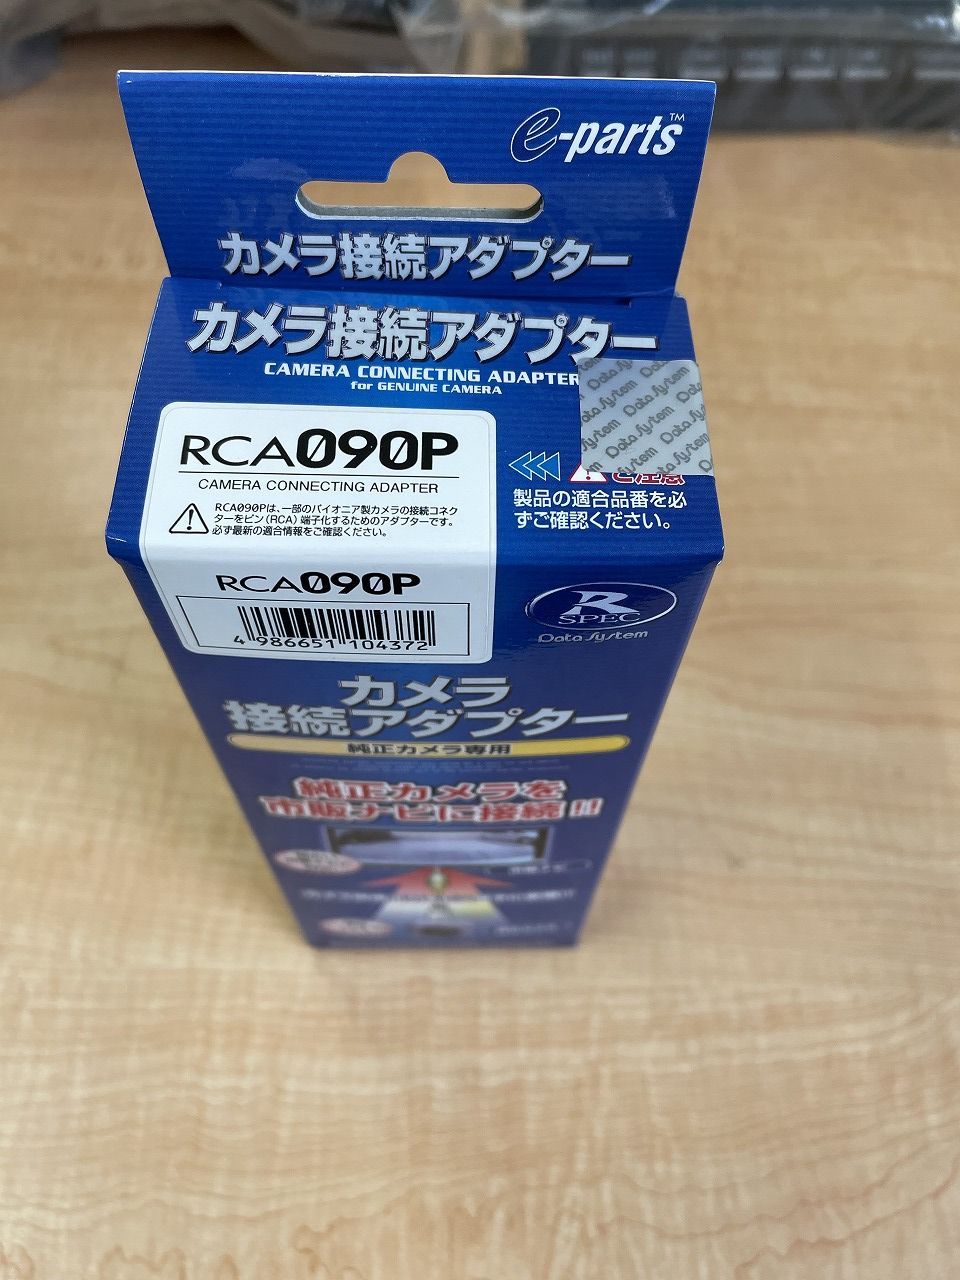 e-parts™
カメラ接続アダプター
カメラ接続アダプター
CAMERA CONNECTING ADAPTER
for GENUINE CAMERA
Data System
RCA090P
CAMERA CONNECTING ADAPTER
RCA090Pは、一部のパイオニア製カメラの接続コネク
ターをピン(RCA)端子化するためのアダプターです。
必ず最新の適合情報をご確認ください。
ご注意
製品の適合品番を必
ずご確認ください。
RCA090P
4 986651 104372
R
SPEC
Data System
カメラ
接続アダプター
純正カメラ専用
純正カメラを
市販ナビに接続!!